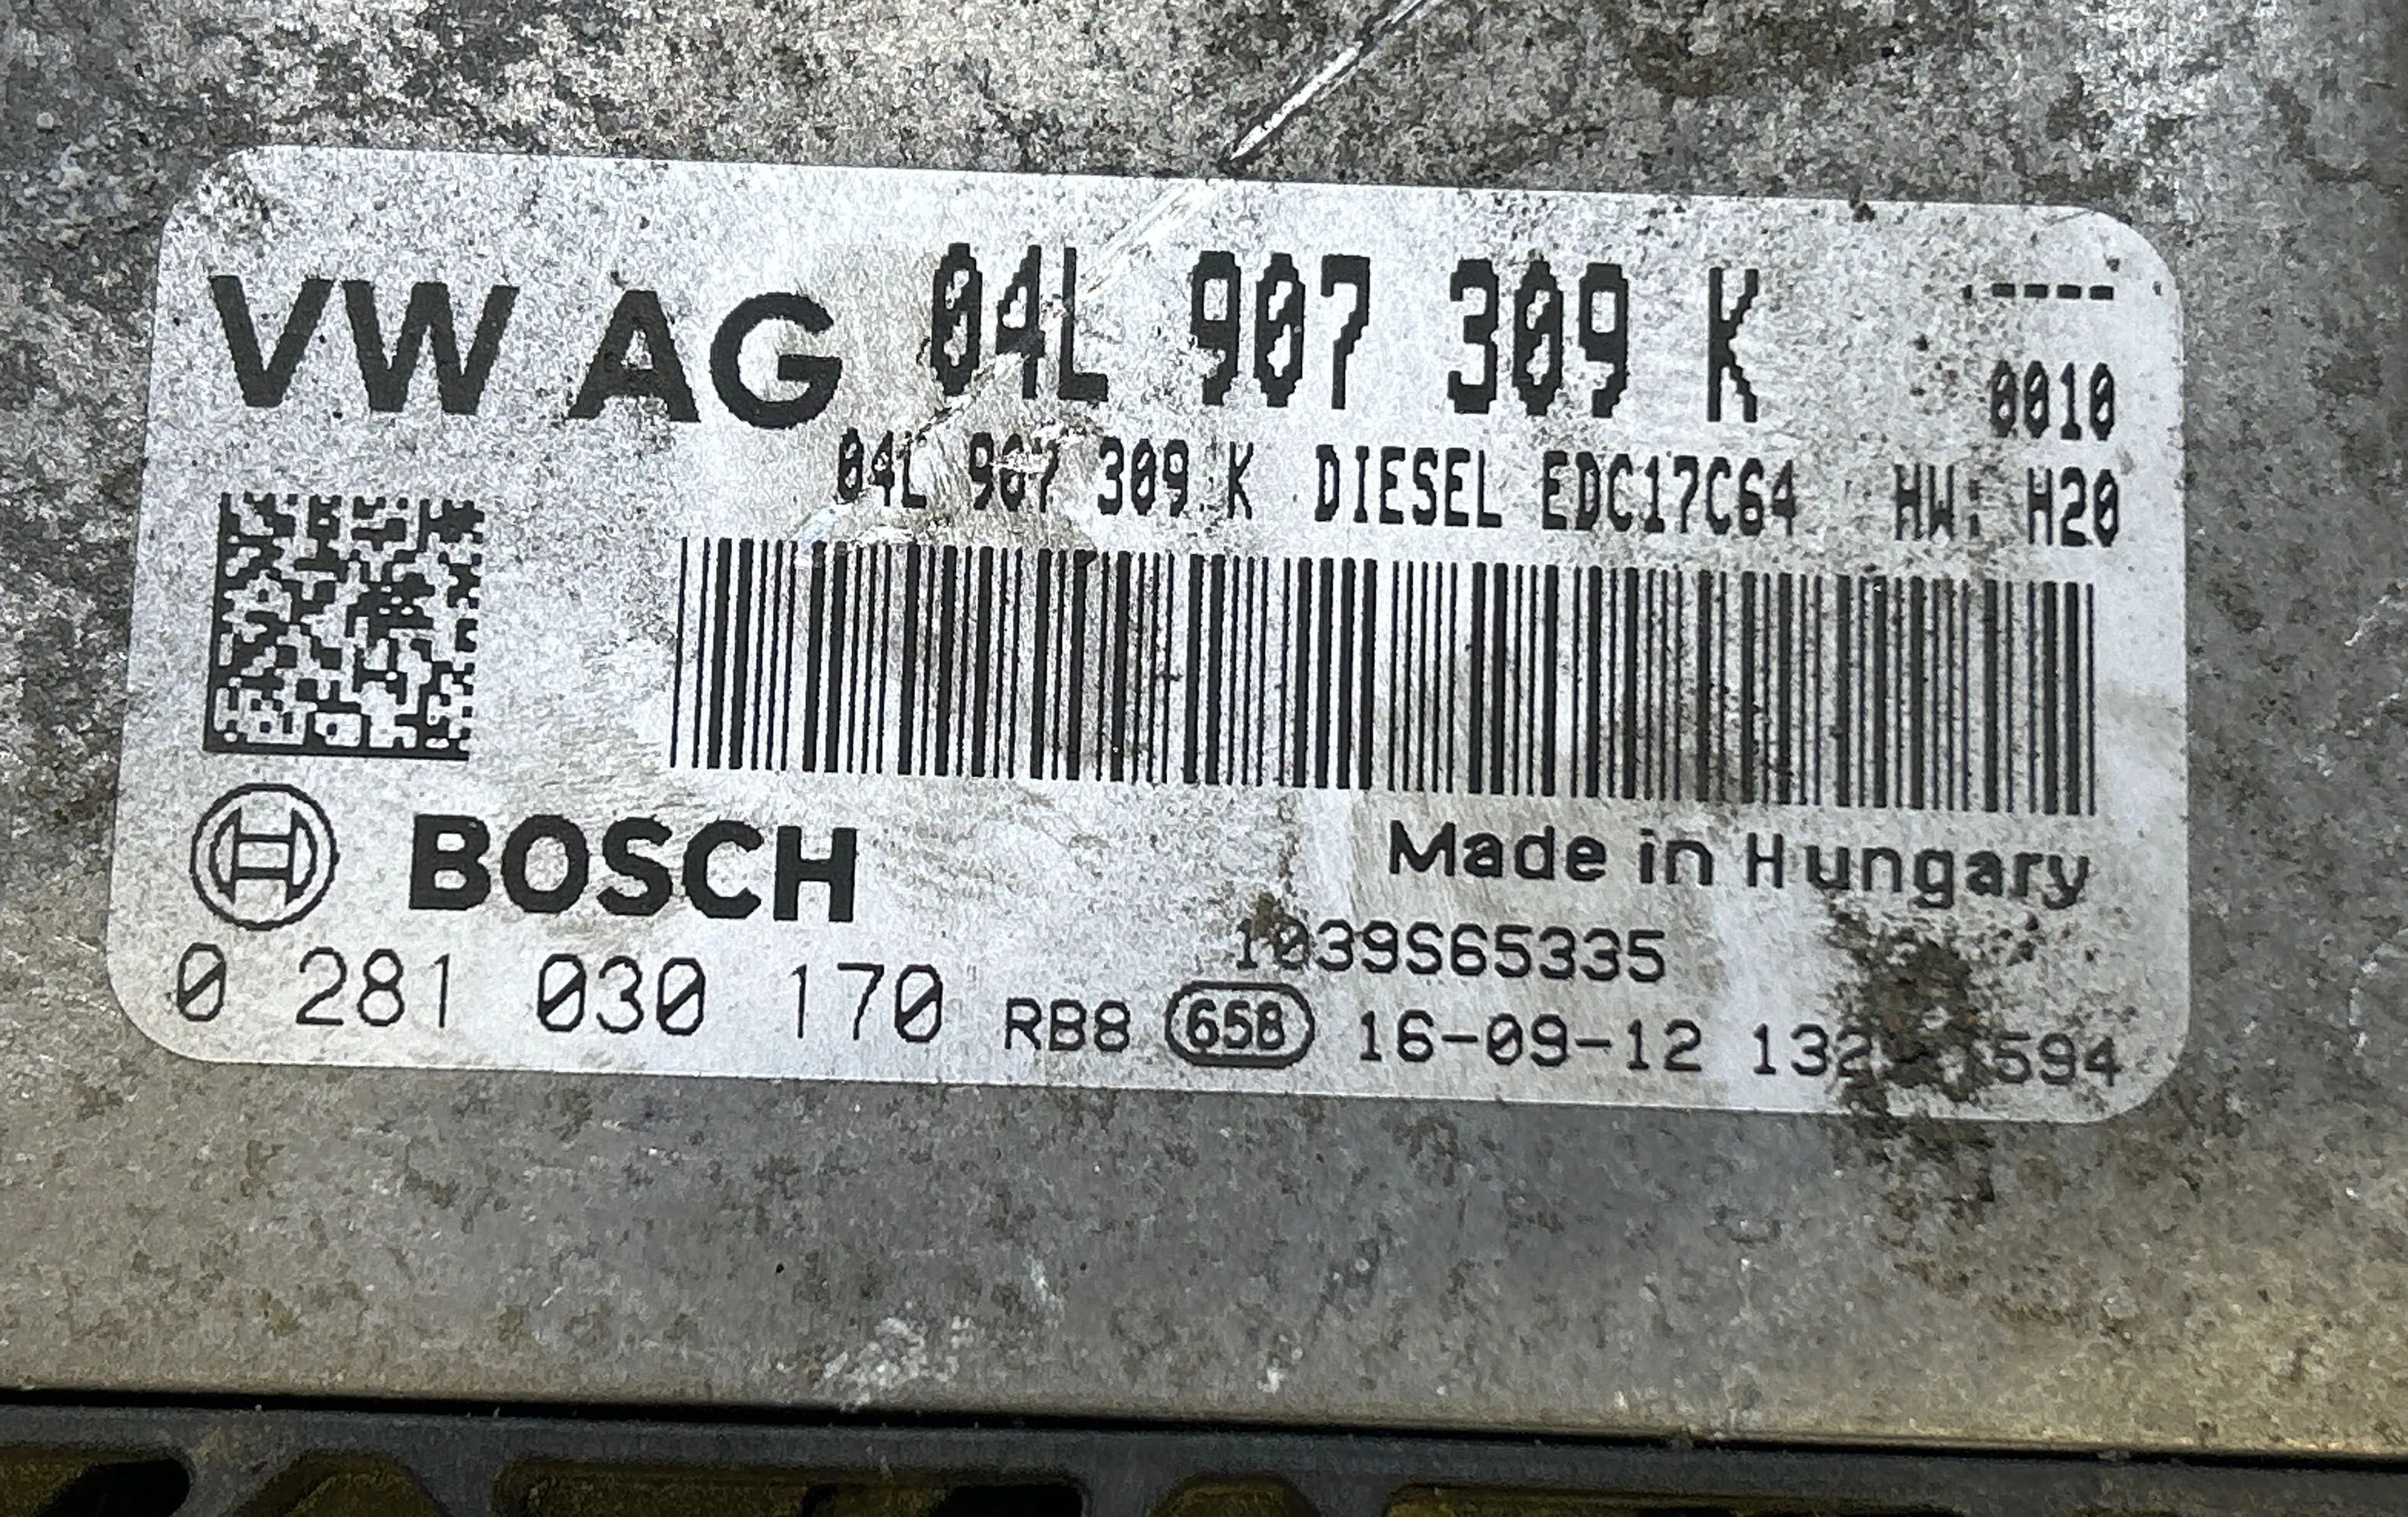 VW AG 04L 907 309 K ----
0010
04L 907 309 K DIESEL EDC17C64 HW: H20
BOSCH
Made in Hungary
1039S65335
0 281 030 170 RB8 65B 16-09-12